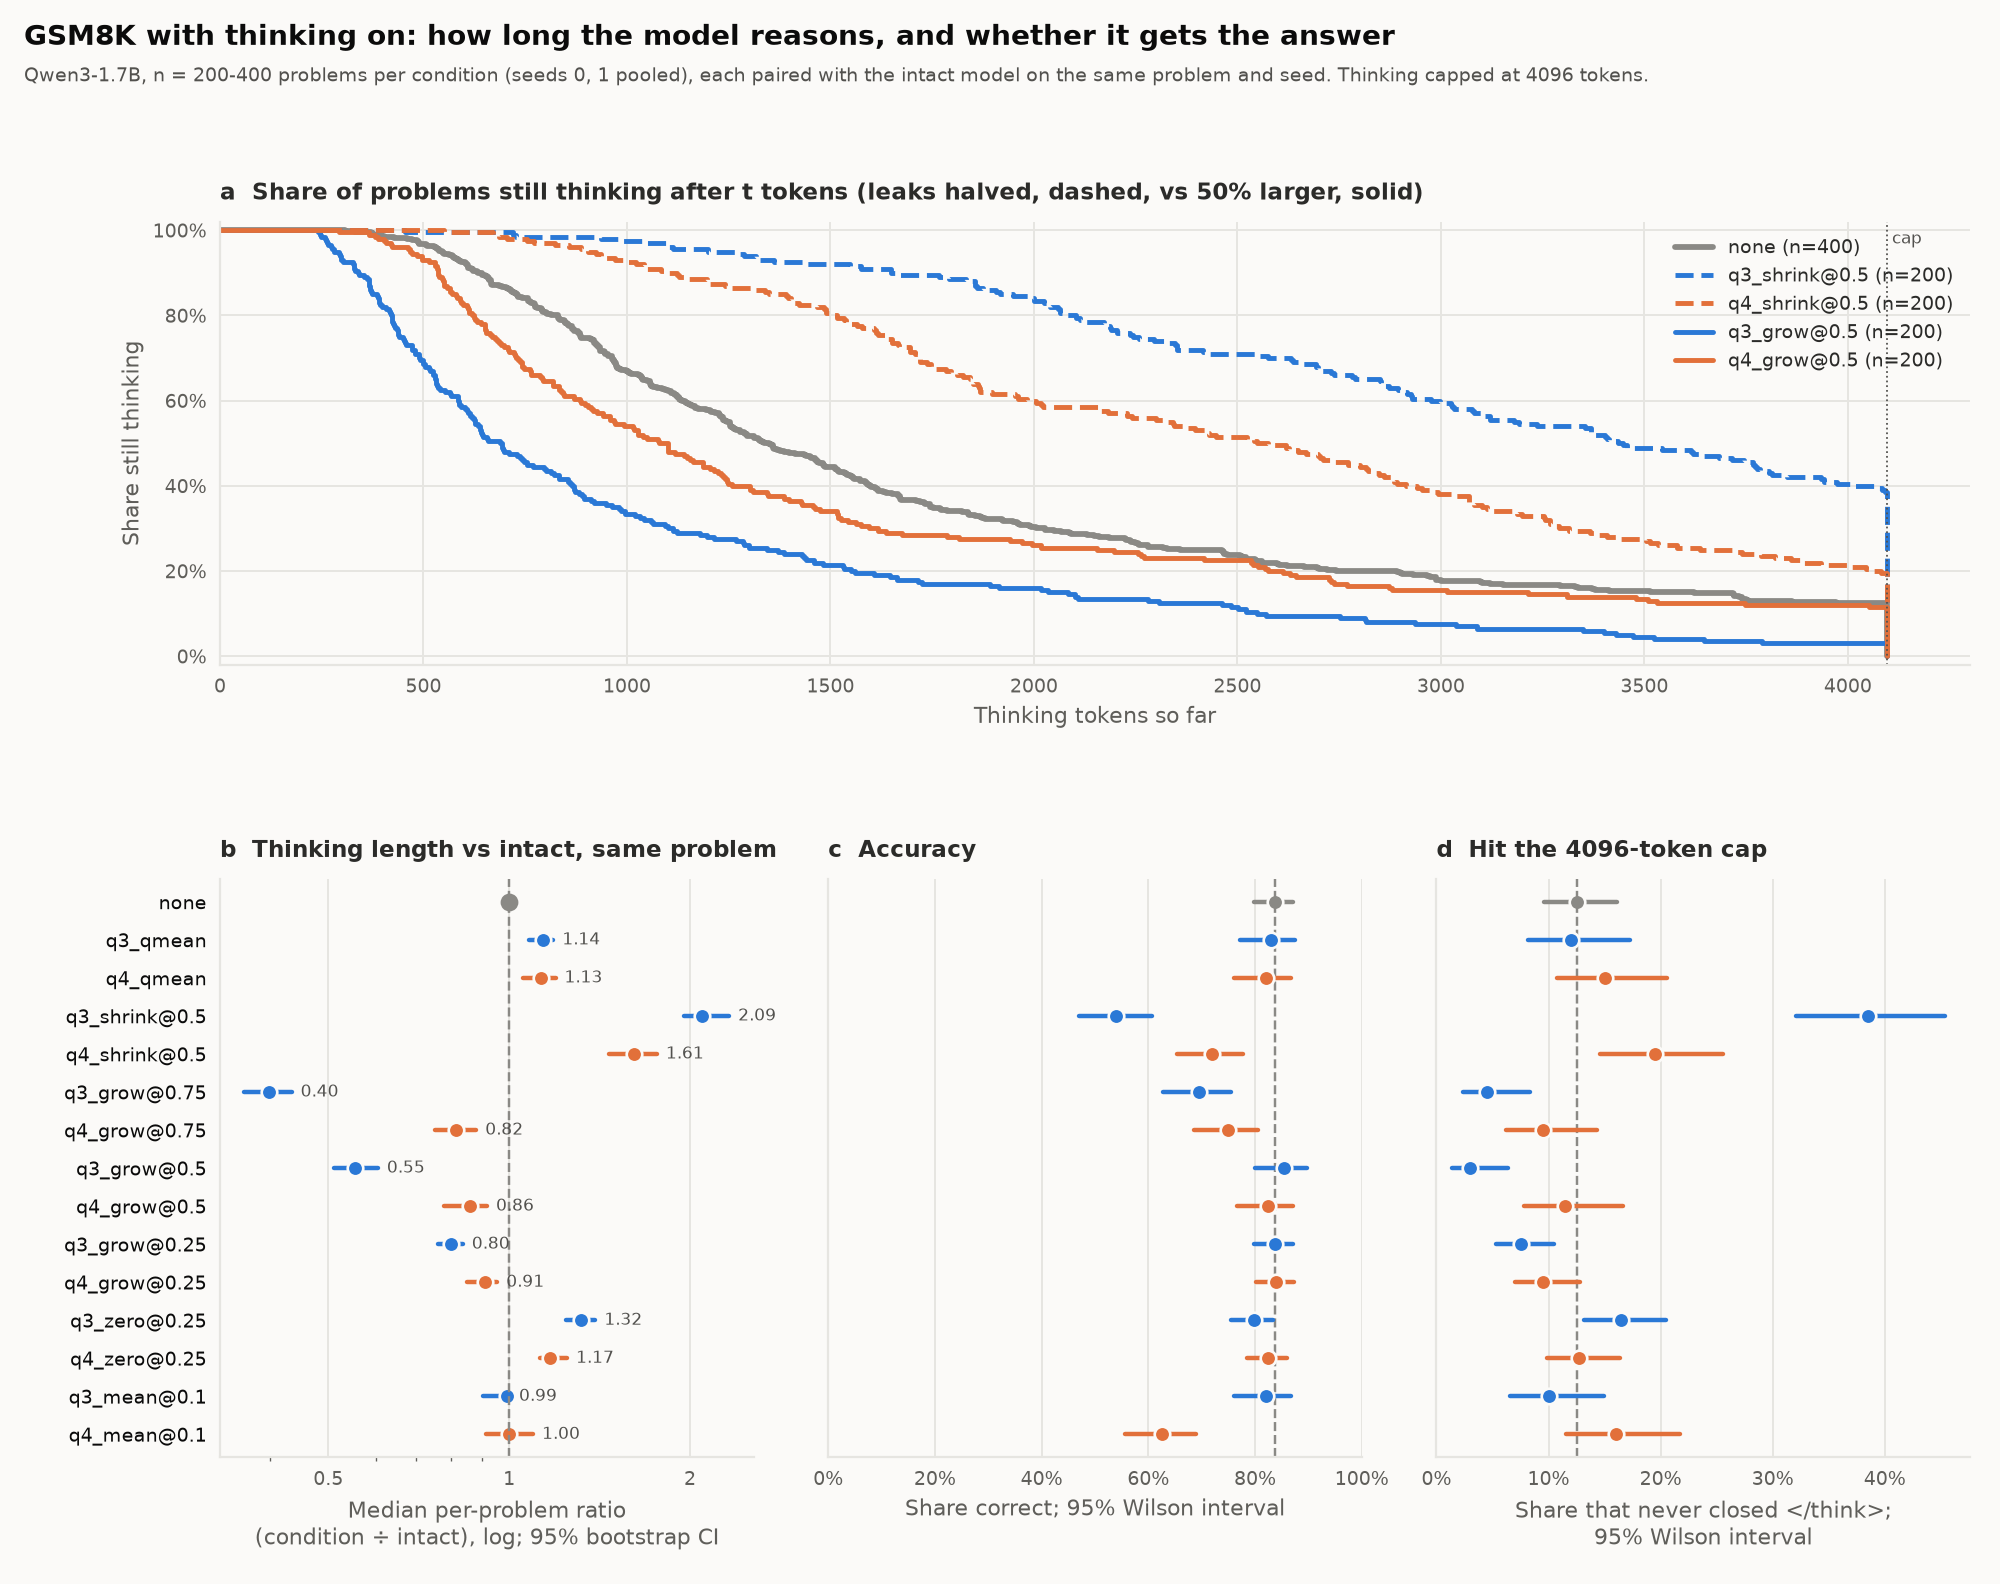 GSM8K with thinking on: how long the model reasons, and whether it gets the answer
Qwen3-1.7B, n = 200-400 problems per condition (seeds 0, 1 pooled), each paired with the intact model on the same problem and seed. Thinking capped at 4096 tokens.
a Share of problems still thinking after t tokens (leaks halved, dashed, vs 50% larger, solid)
100%
80%
60%
40%
20%
0%
Share still thinking
cap
none (n=400)
q3_shrink@0.5 (n=200)
q4_shrink@0.5 (n=200)
q3_grow@0.5 (n=200)
q4_grow@0.5 (n=200)
0 500 1000 1500 2000 2500 3000 3500 4000
Thinking tokens so far
b Thinking length vs intact, same problem
none
q3_qmean 1.14
q4_qmean 1.13
q3_shrink@0.5 2.09
q4_shrink@0.5 1.61
q3_grow@0.75 0.40
q4_grow@0.75 0.82
q3_grow@0.5 0.55
q4_grow@0.5 0.86
q3_grow@0.25 0.80
q4_grow@0.25 0.91
q3_zero@0.25 1.32
q4_zero@0.25 1.17
q3_mean@0.1 0.99
q4_mean@0.1 1.00
0.5 1 2
Median per-problem ratio
(condition ÷ intact), log; 95% bootstrap CI
c Accuracy
0% 20% 40% 60% 80% 100%
Share correct; 95% Wilson interval
d Hit the 4096-token cap
0% 10% 20% 30% 40%
Share that never closed </think>;
95% Wilson interval